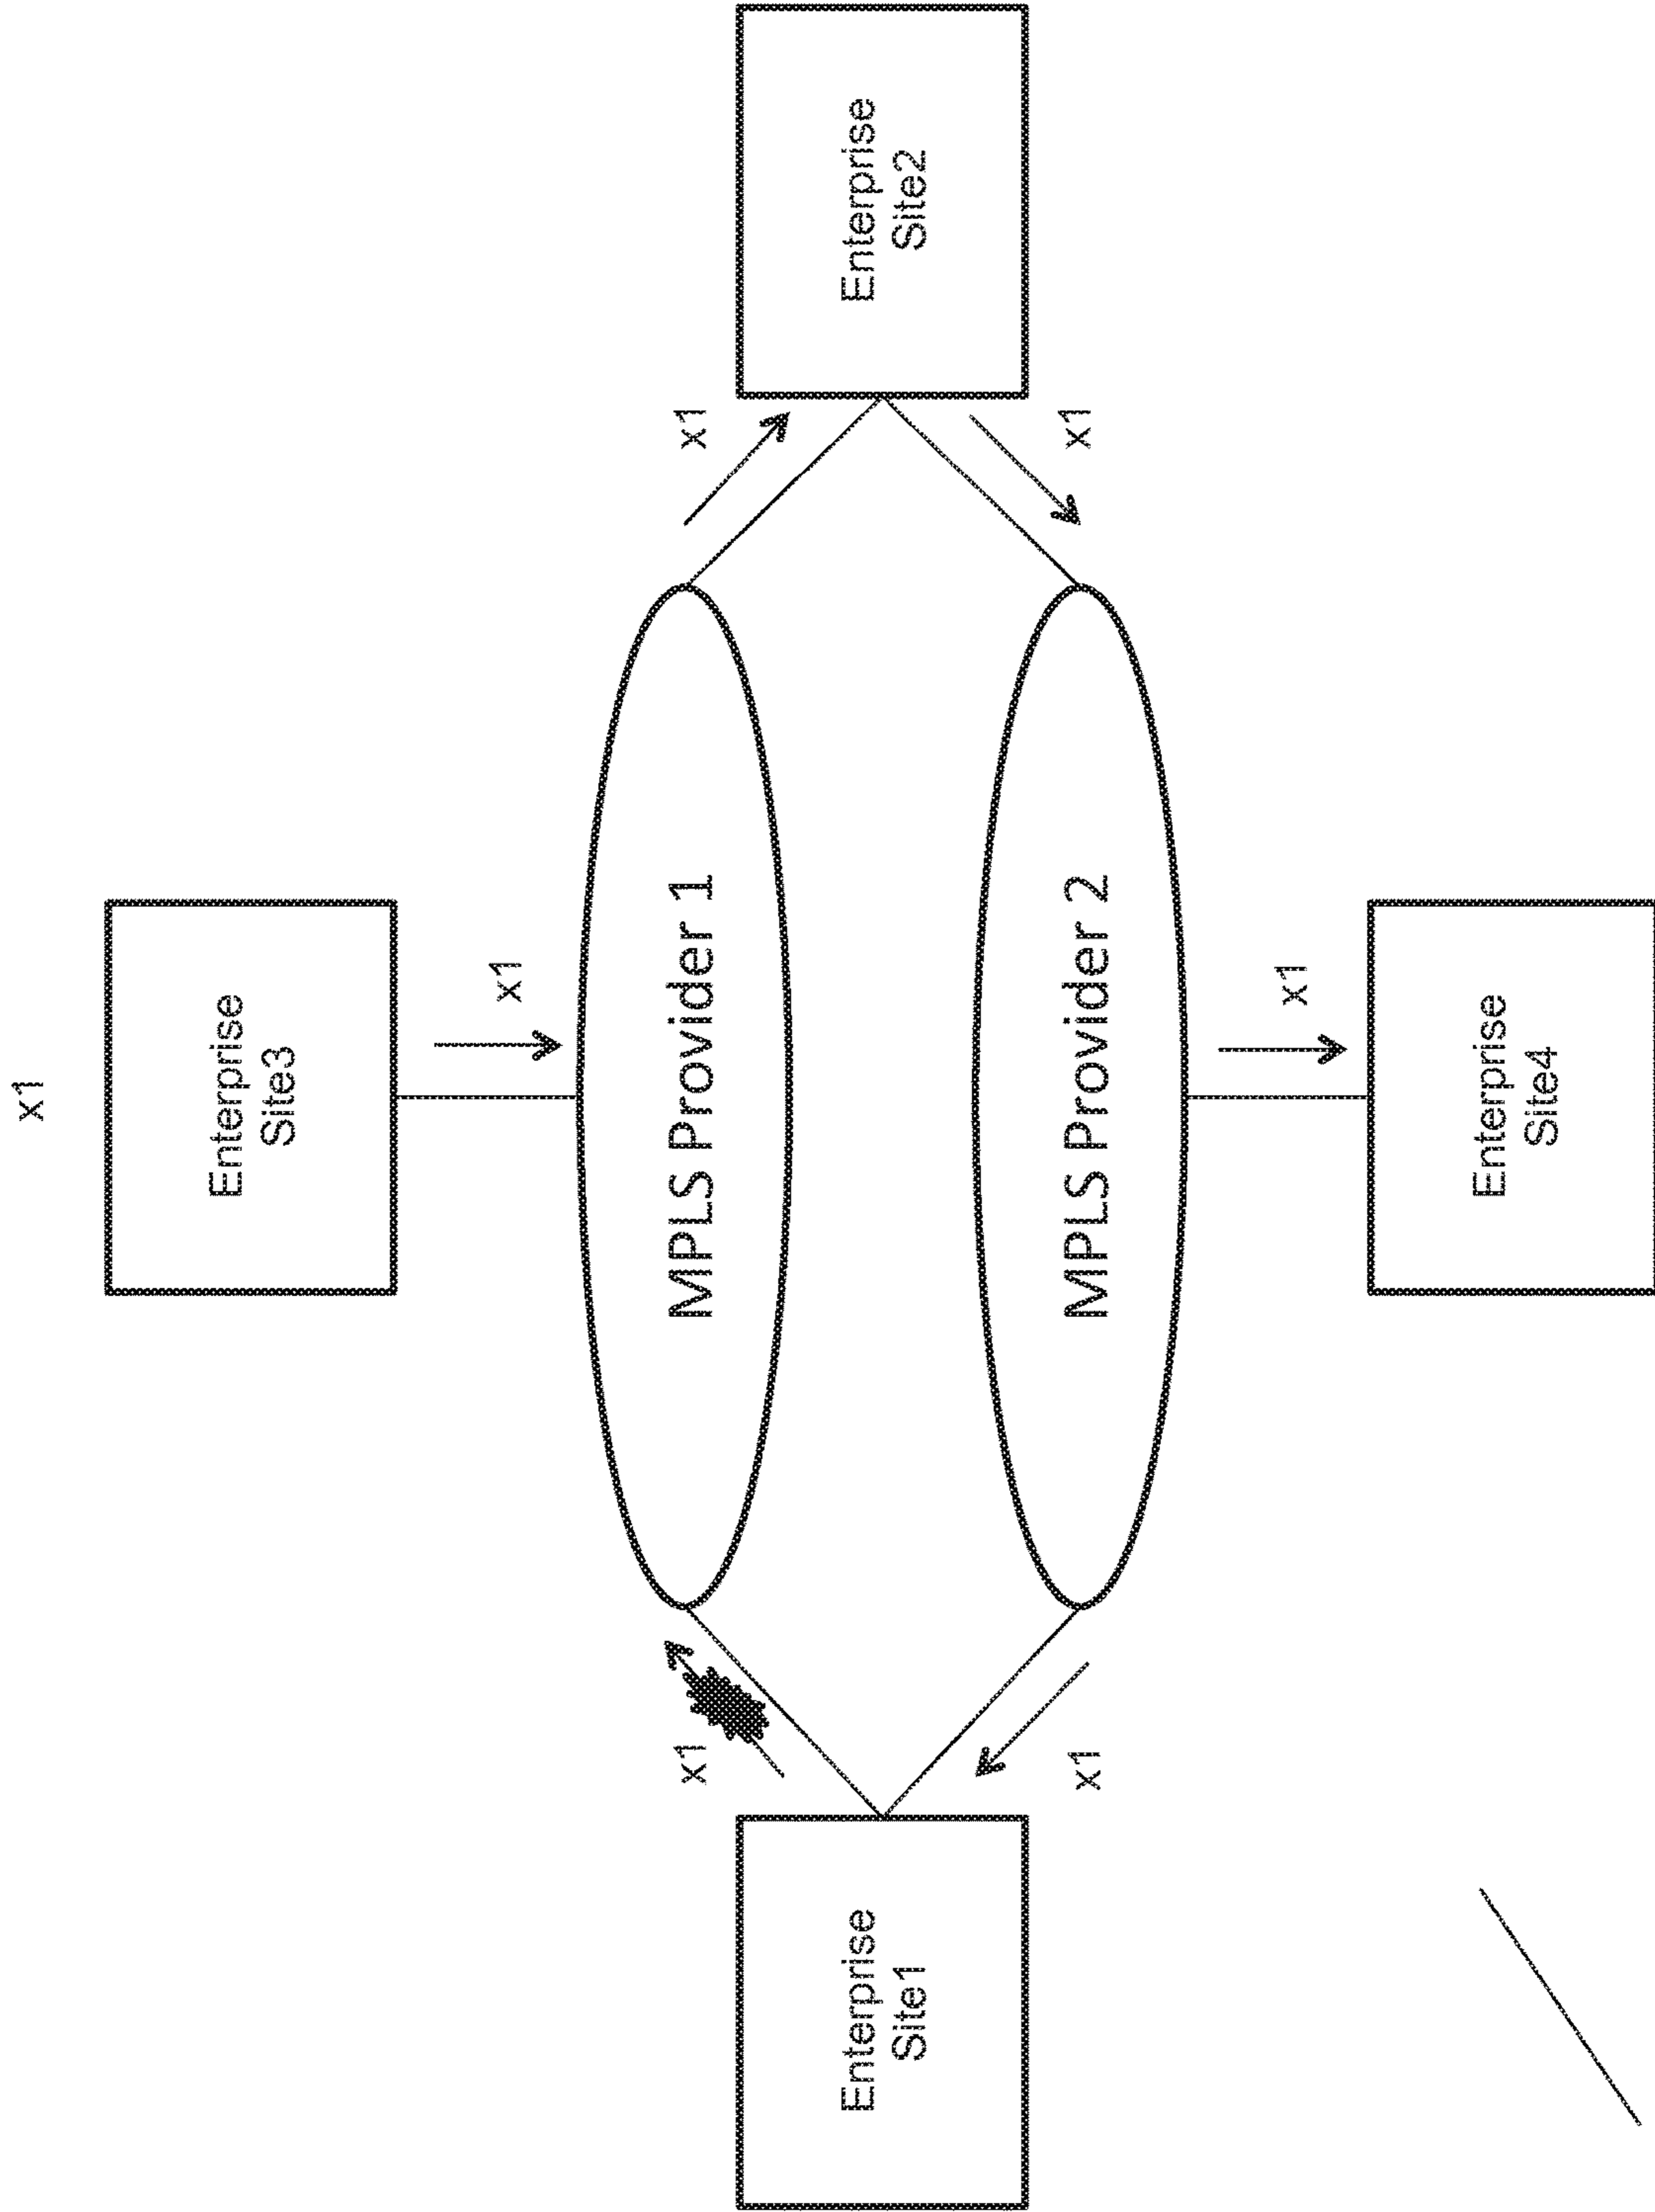 x1
Enterprise
Site3
x1
x1
MPLS Provider 1
x1
Enterprise
Site1
Enterprise
Site2
x1
MPLS Provider 2
x1
x1
Enterprise
Site4